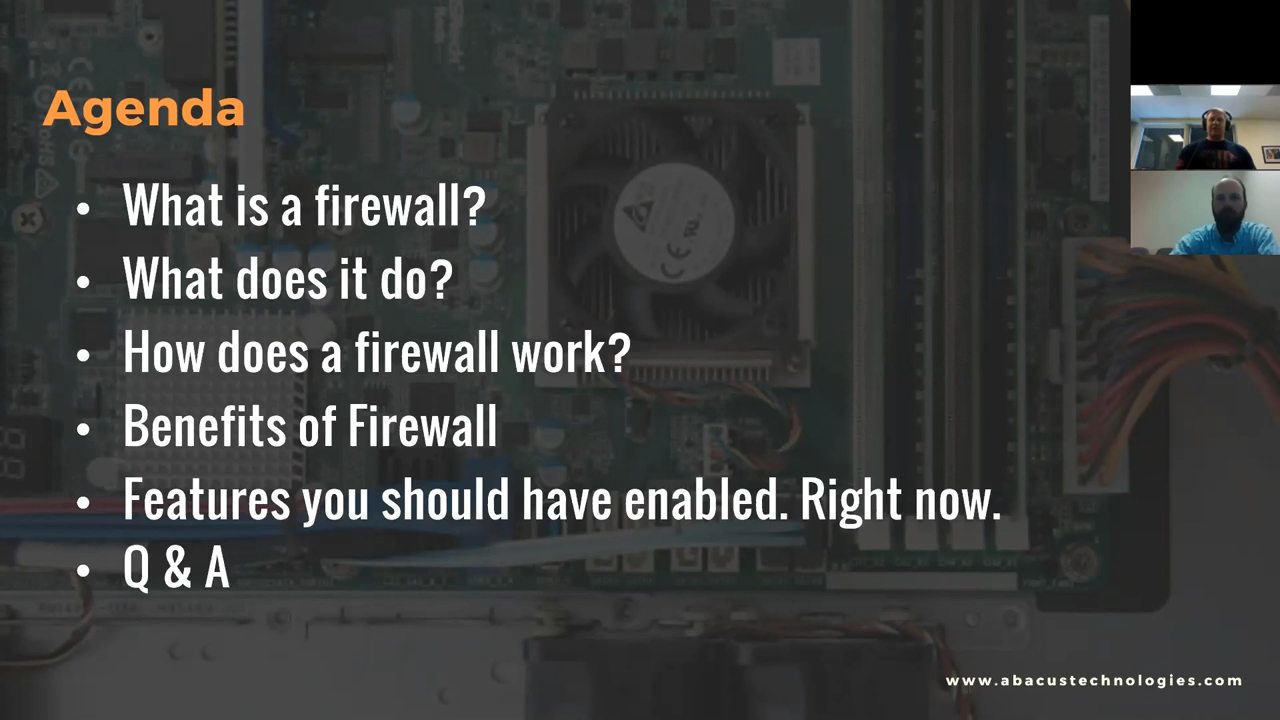 Agenda
• What is a firewall?
• What does it do?
• How does a firewall work?
• Benefits of Firewall
• Features you should have enabled. Right now.
• Q & A
www.abacustechnologies.com